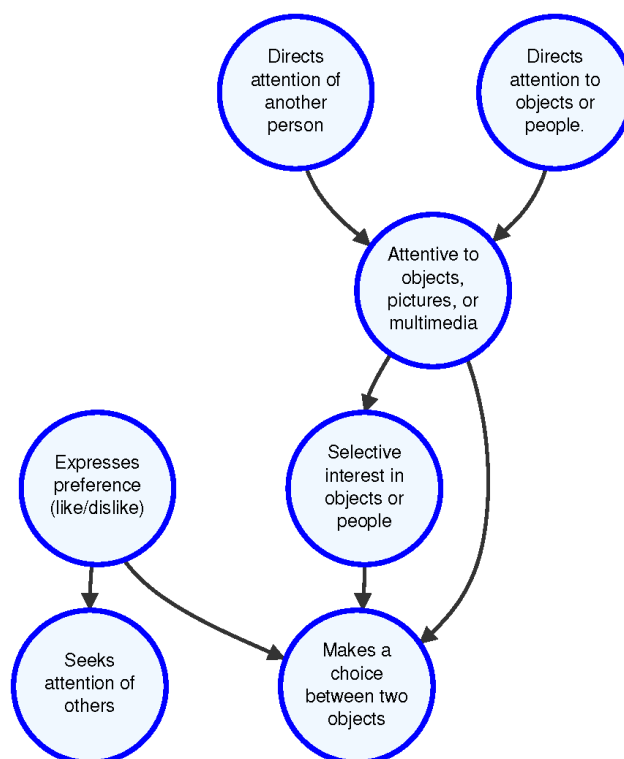 Directs
attention of
another
person
Directs
attention to
objects or
people.
Attentive to
objects,
pictures, or
multimedia
Expresses
preference
(like/dislike)
Selective
interest in
objects or
people
Seeks
attention of
others
Makes a
choice
between two
objects